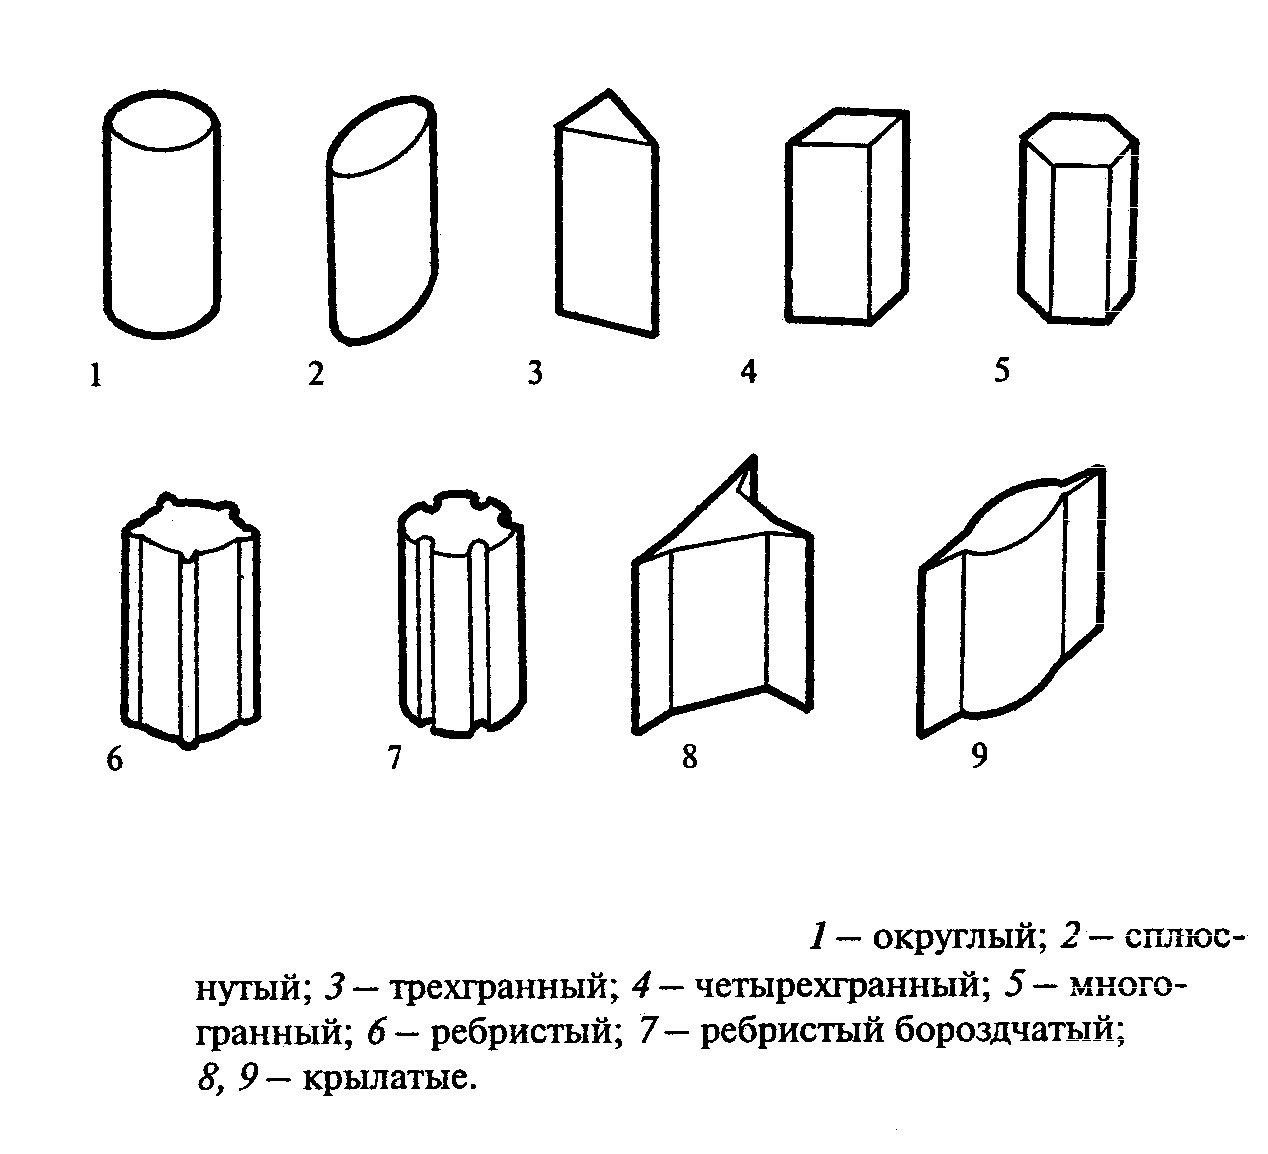 1 2 3 4 5
6 7 8 9
1 – округлый; 2 – сплюс-
нутый; 3 – трехгранный; 4 – четырехгранный; 5 – много-
гранный; 6 – ребристый; 7 – ребристый бороздчатый;
8, 9 – крылатые.